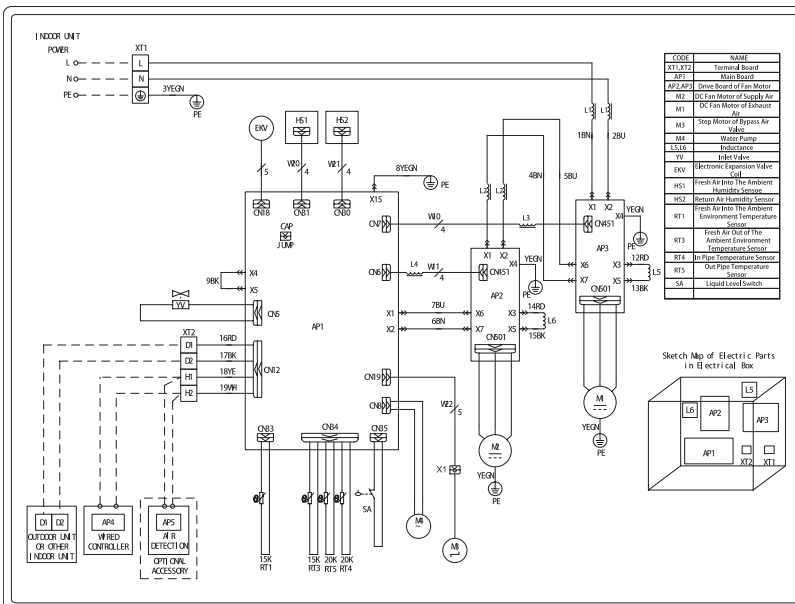 INDOOR UNIT
POWER
XT1
L
L
N
N
PE
3YEGN
PE
EKV
HS1
HS2
5
W20
4
W21
4
8YEGN
PE
X15
CN18
CN31
CN30
CAP
JUMP
CN7
W10
4
L3
CN6
L4
W11
4
9BK
X4
X5
YV
CN5
AP1
X1
X2
7BU
6BN
XT2
D1
16RD
D2
17BK
H1
18YE
H2
19WH
CN12
CN19
CN8
W22
5
X1
CN33
CN34
CN35
SA
15K
RT1
15K
RT3
20K
RT5
20K
RT4
M4
M3
D1
D2
OUTDOOR UNIT
OR OTHER
INDOOR UNIT
AP4
WIRED
CONTROLLER
AP5
AIR
DETECTION
OPTIONAL
ACCESSORY
L1
1BN
2BU
L2
L2
4BN
5BU
X1
X2
CN451
X4
YEGN
PE
AP2
X6
X7
X3
X5
14RD
15BK
L6
CN501
M2
YEGN
PE
X1
X2
CN451
X4
YEGN
PE
AP3
X6
X7
X3
X5
12RD
13BK
L5
CN501
M1
YEGN
PE
CODE NAME
XT1,XT2 Terminal Board
AP1 Main Board
AP2,AP3 Drive Board of Fan Motor
M2 DC Fan Motor of Supply Air
M1 DC Fan Motor of Exhaust
Air
M3 Step Motor of Bypass Air
Valve
M4 Water Pump
L5,L6 Inductance
YV Inlet Valve
EKV Electronic Expansion Valve
Coil
HS1 Fresh Air Into The Ambient
Humidity Sensoe
HS2 Return Air Humidity Sensor
RT1 Fresh Air Into The Ambient
Environment Temperature
Sensor
RT3 Fresh Air Out of The
Ambient Environment
Temperature Sensor
RT4 In Pipe Temperature Sensor
RT5 Out Pipe Temperature
Sensor
SA Liquid Level Switch
Sketch Map of Electric Parts
in Electrical Box
L5
L6
AP2
AP3
AP1
XT2
XT1